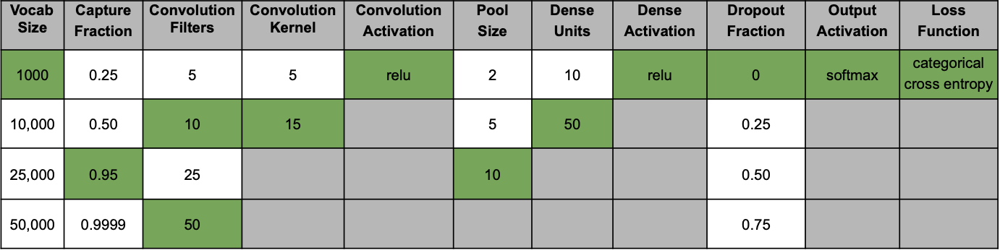 Vocab Size Capture Fraction Convolution Filters Convolution Kernel Convolution Activation Pool Size Dense Units Dense Activation Dropout Fraction Output Activation Loss Function
1000 0.25 5 5 relu 2 10 relu 0 softmax categorical cross entropy
10,000 0.50 10 15 5 50 0.25
25,000 0.95 25 10 0.50
50,000 0.9999 50 0.75